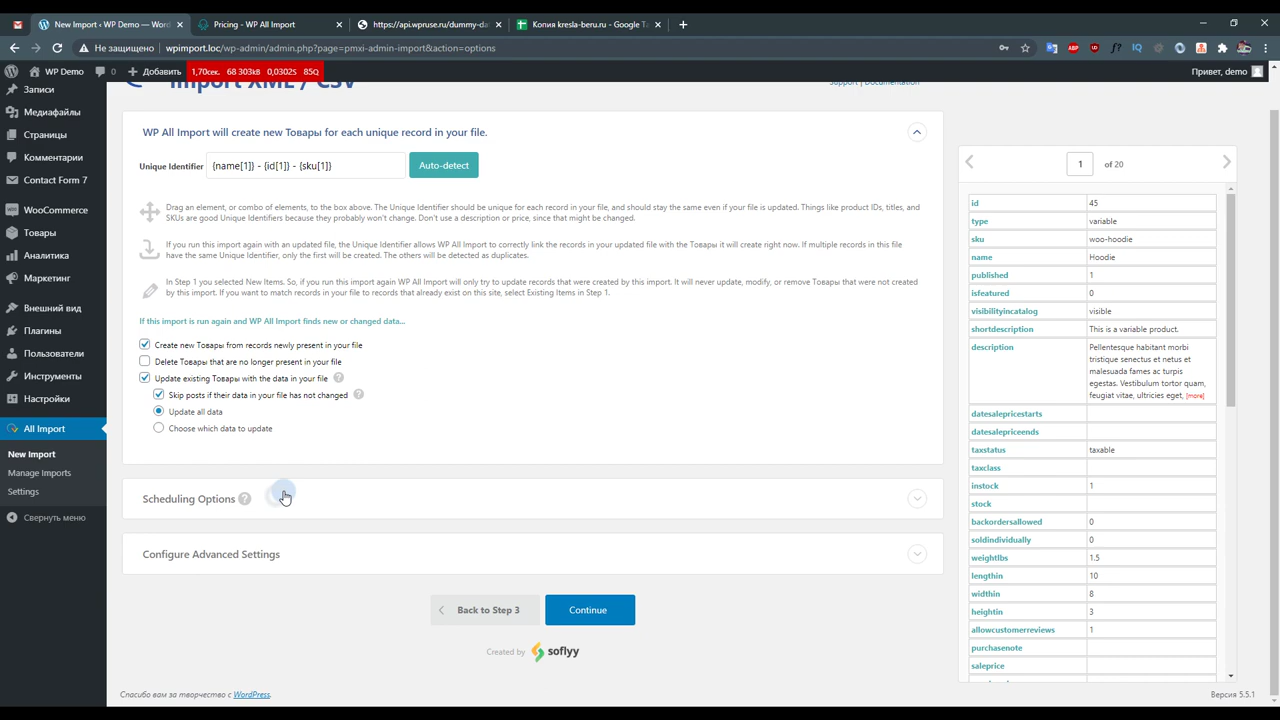 New Import ‹ WP Demo — Word
Pricing - WP All Import
https://api.wpruse.ru/dummy-da
Копия kresla-beru.ru - Google Та
Не защищено
wpimport.loc/wp-admin/admin.php?page=pmxi-admin-import&action=options
WP Demo
0
Добавить
1,70сек. 68 303кB 0,0302S 85Q
Привет, demo
Записи
Медиафайлы
Страницы
Комментарии
Contact Form 7
WooCommerce
Товары
Аналитика
Маркетинг
Внешний вид
Плагины
Пользователи
Инструменты
Настройки
All Import
New Import
Manage Imports
Settings
Свернуть меню
Import XML / CSV
Support | Documentation
WP All Import will create new Товары for each unique record in your file.
Unique Identifier
{name[1]} - {id[1]} - {sku[1]}
Auto-detect
Drag an element, or combo of elements, to the box above. The Unique Identifier should be unique for each record in your file, and should stay the same even if your file is updated. Things like product IDs, titles, and
SKUs are good Unique Identifiers because they probably won't change. Don't use a description or price, since that might be changed.
If you run this import again with an updated file, the Unique Identifier allows WP All Import to correctly link the records in your updated file with the Товары it will create right now. If multiple records in this file
have the same Unique Identifier, only the first will be created. The others will be detected as duplicates.
In Step 1 you selected New Items. So, if you run this import again WP All Import will only try to update records that were created by this import. It will never update, modify, or remove Товары that were not created
by this import. If you want to match records in your file to records that already exist on this site, select Existing Items in Step 1.
If this import is run again and WP All Import finds new or changed data...
Create new Товары from records newly present in your file
Delete Товары that are no longer present in your file
Update existing Товары with the data in your file ?
Skip posts if their data in your file has not changed ?
Update all data
Choose which data to update
Scheduling Options ?
Configure Advanced Settings
Back to Step 3
Continue
Created by soflyy
Спасибо вам за творчество с WordPress.
Версия 5.5.1
1 of 20
id 45
type variable
sku woo-hoodie
name Hoodie
published 1
isfeatured 0
visibilityincatalog visible
shortdescription This is a variable product.
description Pellentesque habitant morbi
tristique senectus et netus et
malesuada fames ac turpis
egestas. Vestibulum tortor quam,
feugiat vitae, ultricies eget, [more]
datesalepricestarts
datesalepriceends
taxstatus taxable
taxclass
instock 1
stock
backordersallowed 0
soldindividually 0
weightlbs 1.5
lengthin 10
widthin 8
heightin 3
allowcustomerreviews 1
purchasenote
saleprice